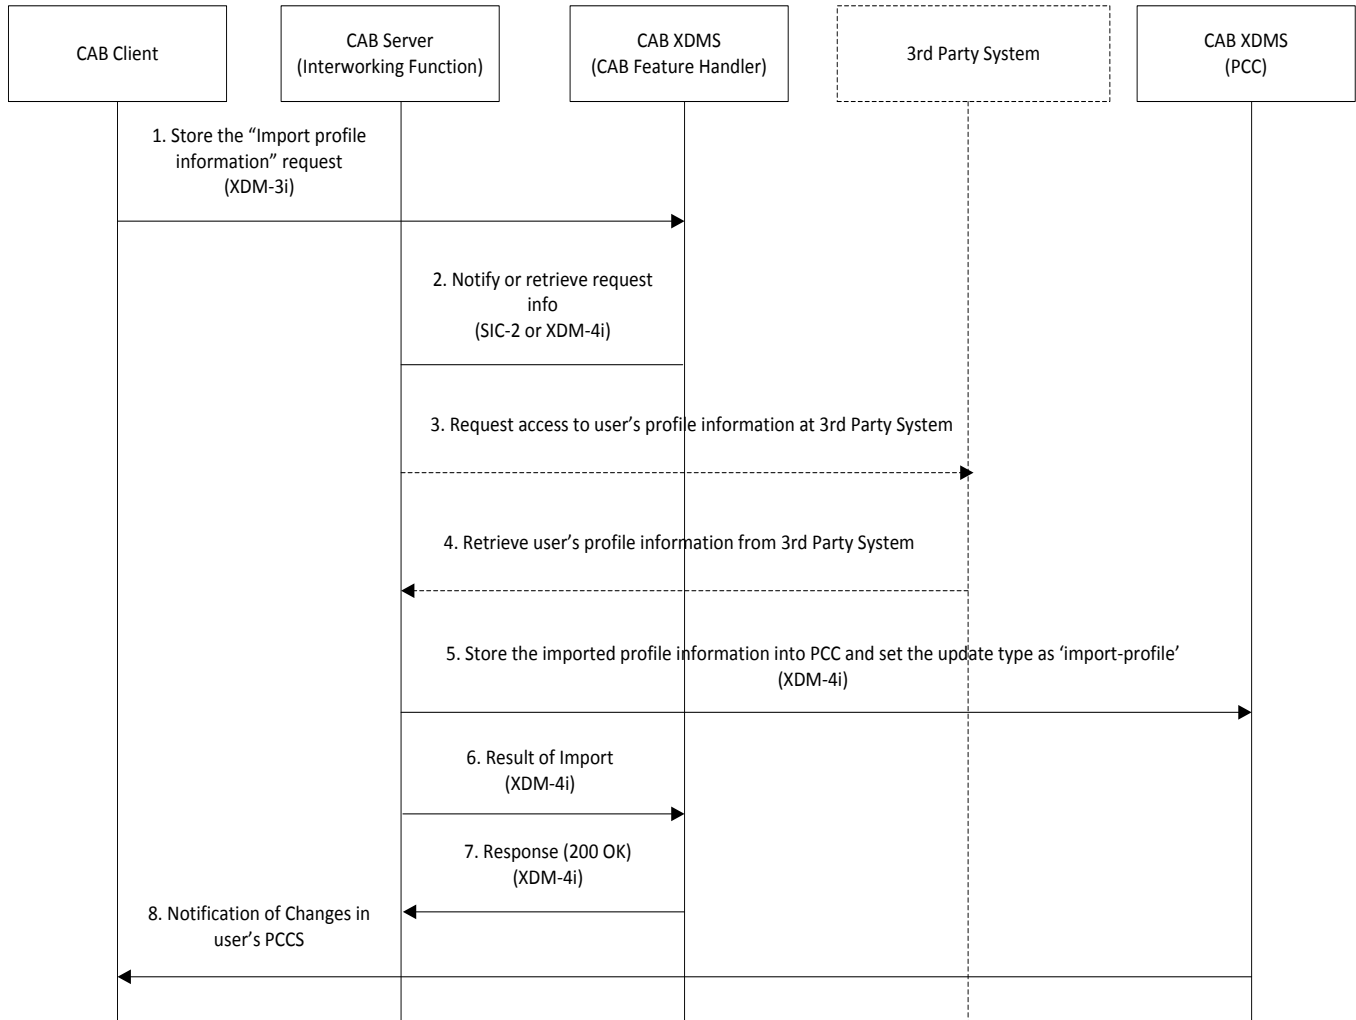 CAB Client
CAB Server
(Interworking Function)
CAB XDMS
(CAB Feature Handler)
3rd Party System
CAB XDMS
(PCC)
1. Store the “Import profile
information” request
(XDM-3i)
2. Notify or retrieve request
info
(SIC-2 or XDM-4i)
3. Request access to user’s profile information at 3rd Party System
4. Retrieve user’s profile information from 3rd Party System
5. Store the imported profile information into PCC and set the update type as ‘import-profile’
(XDM-4i)
6. Result of Import
(XDM-4i)
7. Response (200 OK)
(XDM-4i)
8. Notification of Changes in
user’s PCCS